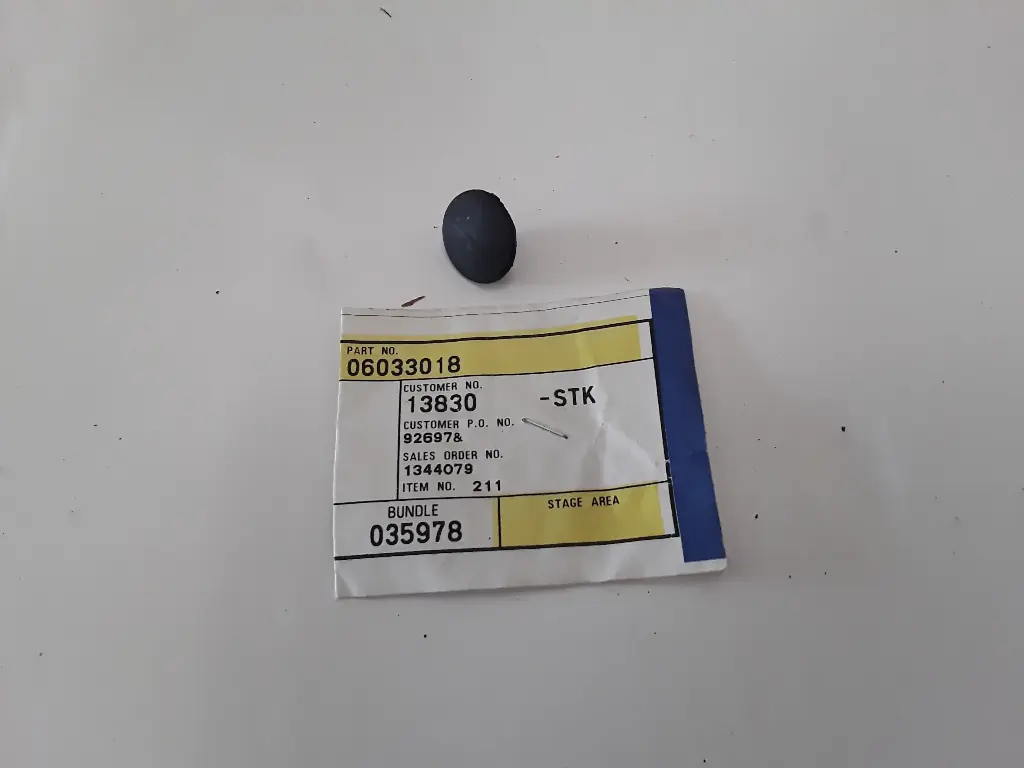 PART NO.
06033018
CUSTOMER NO.
13830 -STK
CUSTOMER P.O. NO.
92697&
SALES ORDER NO.
1344079
ITEM NO. 211
BUNDLE
035978
STAGE AREA